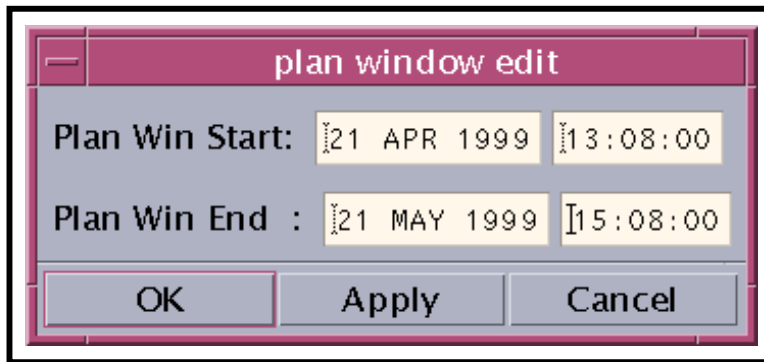 plan window edit
Plan Win Start: 21 APR 1999 13:08:00
Plan Win End : 21 MAY 1999 15:08:00
OK Apply Cancel